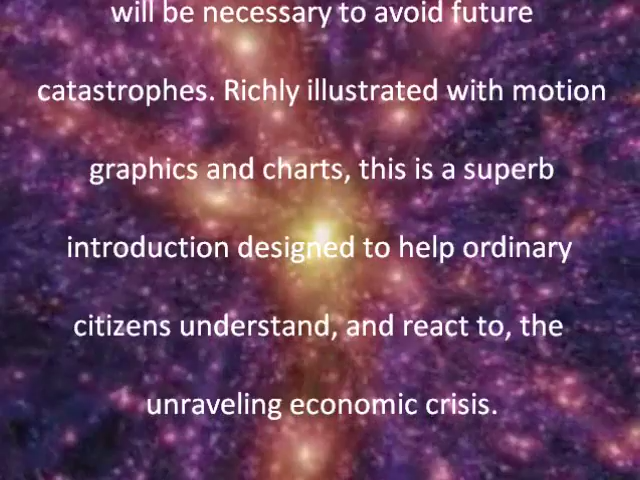 will be necessary to avoid future
catastrophes. Richly illustrated with motion
graphics and charts, this is a superb
introduction designed to help ordinary
citizens understand, and react to, the
unraveling economic crisis.